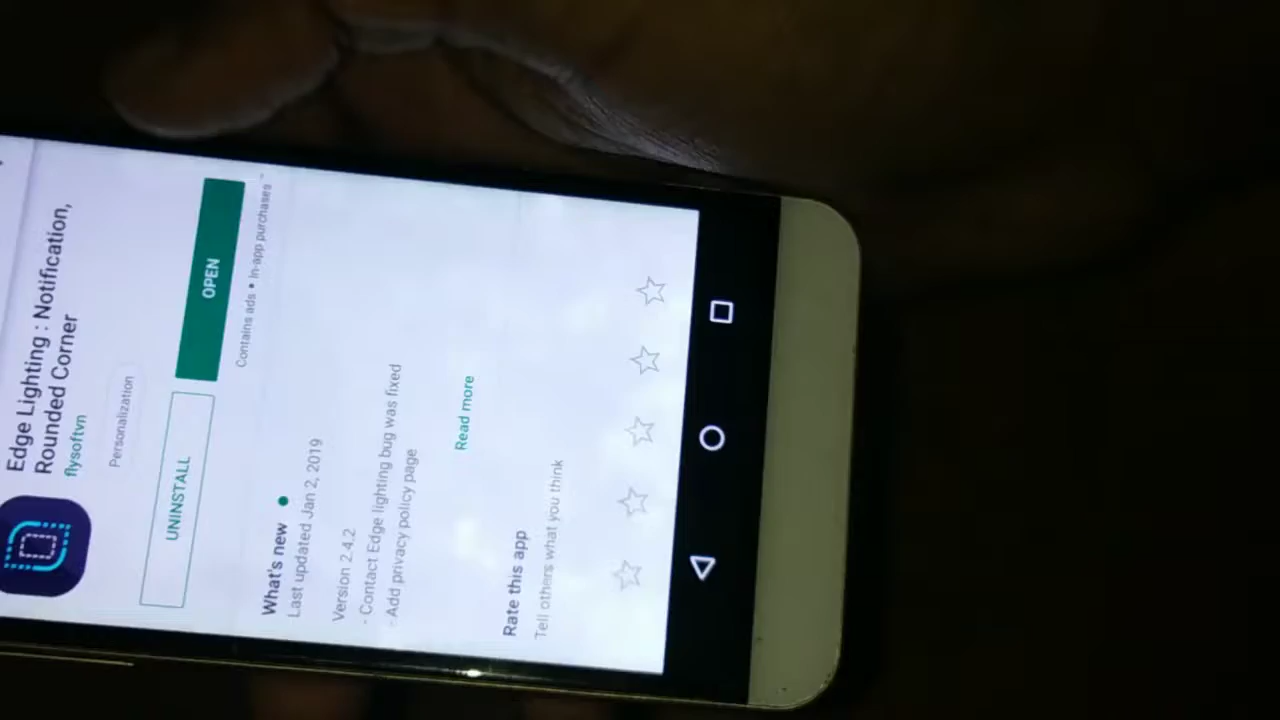 Edge Lighting : Notification,
Rounded Corner
flysoftvn
Personalization
UNINSTALL
OPEN
Contains ads • In-app purchases
What's new
Last updated Jan 2, 2019
Version 2.4.2
- Contact Edge lighting bug was fixed
- Add privacy policy page
Read more
Rate this app
Tell others what you think